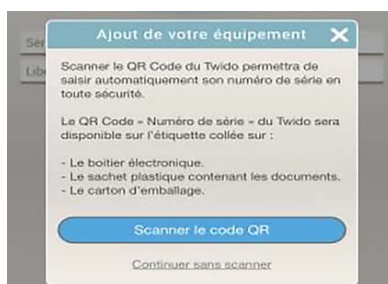 Ajout de votre équipement
Sér
Libe
Scanner le QR Code du Twido permettra de
saisir automatiquement son numéro de série en
toute sécurité.
Le QR Code « Numéro de série » du Twido sera
disponible sur l'étiquette collée sur :
- Le boitier électronique.
- Le sachet plastique contenant les documents.
- Le carton d'emballage.
Scanner le code QR
Continuer sans scanner